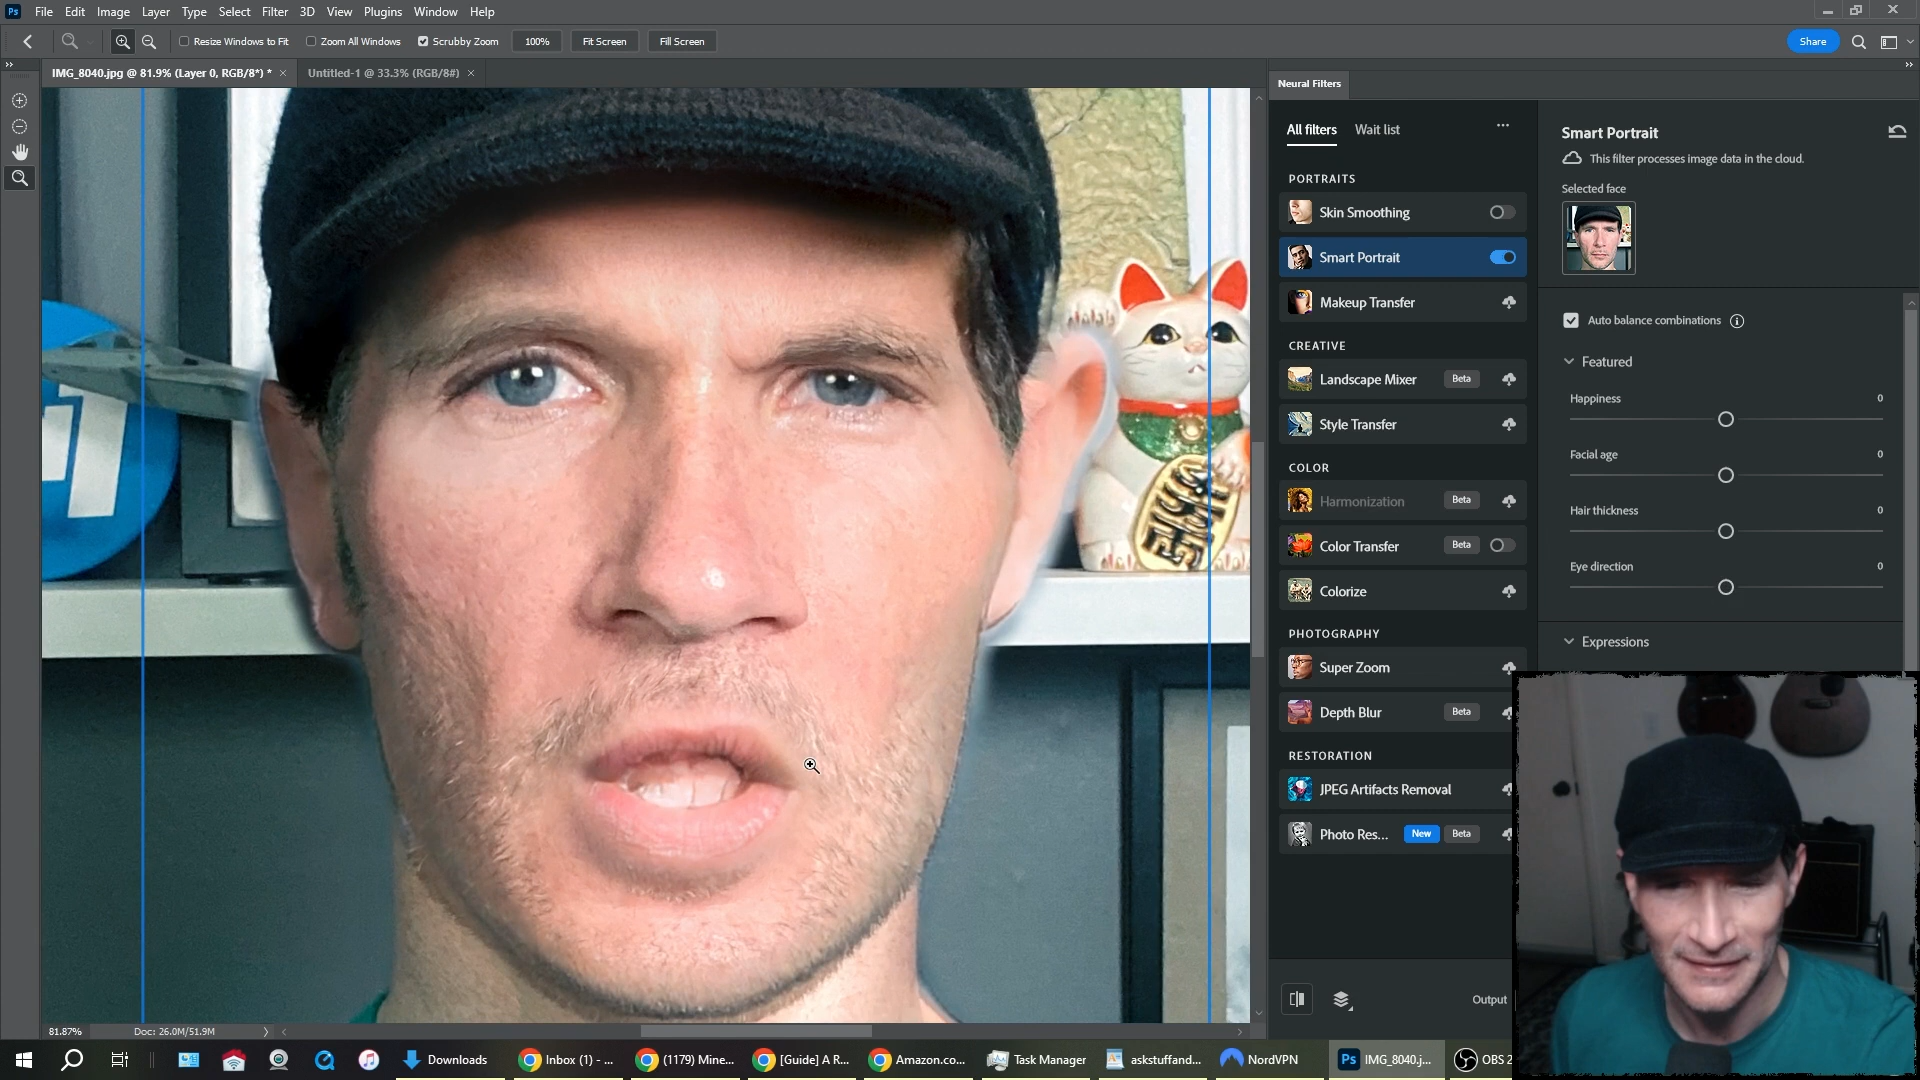 Ps File Edit Image Layer Type Select Filter 3D View Plugins Window Help
Resize Windows to Fit Zoom All Windows Scrubby Zoom 100% Fit Screen Fill Screen Share
IMG_8040.jpg @ 81.9% (Layer 0, RGB/8*) * Untitled-1 @ 33.3% (RGB/8#)
Neural Filters
All filters Wait list
PORTRAITS
Skin Smoothing
Smart Portrait
Makeup Transfer
CREATIVE
Landscape Mixer Beta
Style Transfer
COLOR
Harmonization Beta
Color Transfer Beta
Colorize
PHOTOGRAPHY
Super Zoom
Depth Blur Beta
RESTORATION
JPEG Artifacts Removal
Photo Res... New Beta
Output
Smart Portrait
This filter processes image data in the cloud.
Selected face
Auto balance combinations
Featured
Happiness 0
Facial age 0
Hair thickness 0
Eye direction 0
Expressions
81.87% Doc: 26.0M/51.9M
Downloads Inbox (1) - ... (1179) Mine... [Guide] A R... Amazon.co... Task Manager askstuffand... NordVPN Ps IMG_8040.j... OBS 2